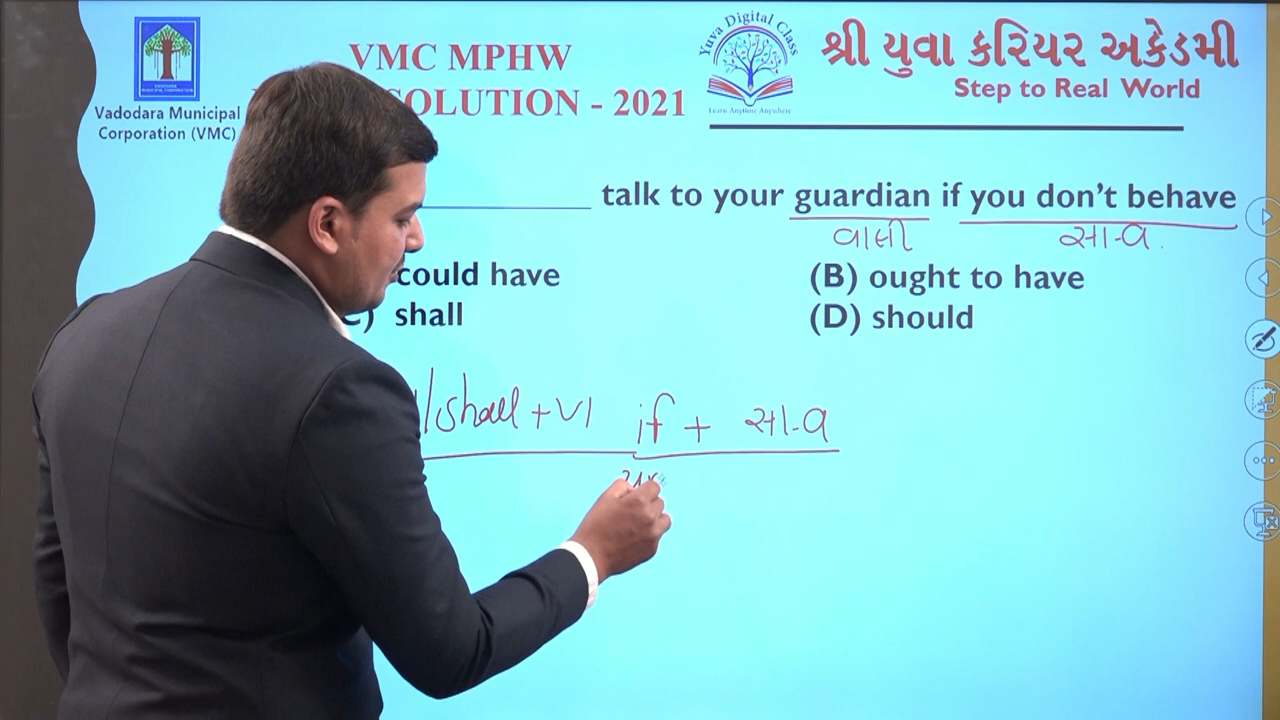 VMC MPHW
SOLUTION - 2021
Vadodara Municipal
Corporation (VMC)
Yuva Digital Class
Learn Anytime Anywhere
શ્રી યુવા કરિયર અકેડમી
Step to Real World
talk to your guardian if you don't behave
વાલી સા.વ.
could have
(B) ought to have
shall
(D) should
/shall + V1 if + સા.વ